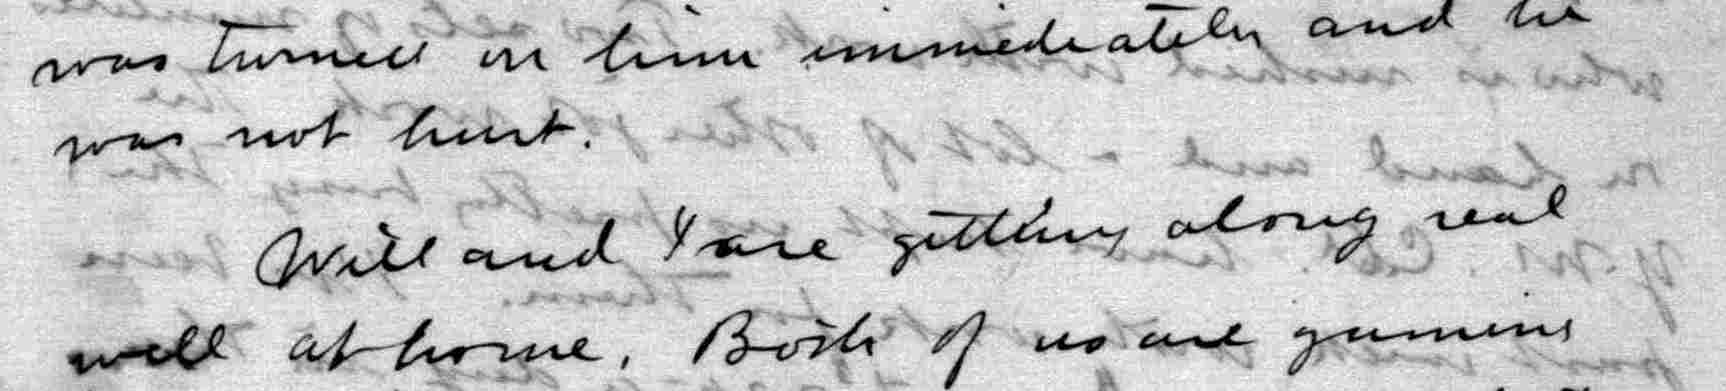 was turned on him immediately and he
was not hurt.
Will and I are getting along real
well at home. Both of us are gaining